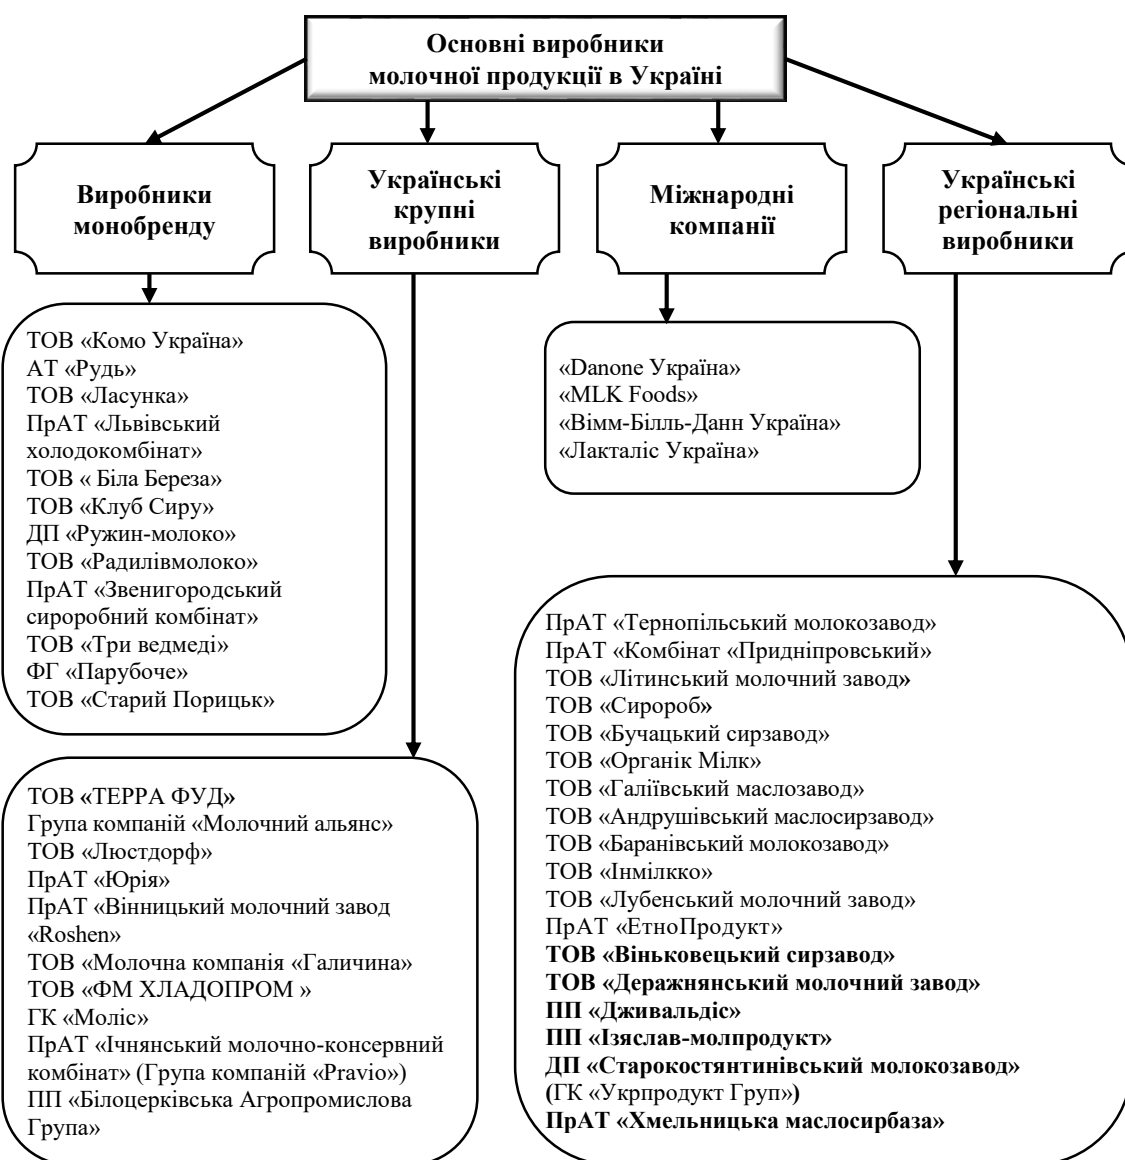 Основні виробники
молочної продукції в Україні
Виробники
монобренду
Українські
крупні
виробники
Міжнародні
компанії
Українські
регіональні
виробники
ТОВ «Комо Україна»
АТ «Рудь»
ТОВ «Ласунка»
ПрАТ «Львівський
холодокомбінат»
ТОВ « Біла Береза»
ТОВ «Клуб Сиру»
ДП «Ружин-молоко»
ТОВ «Радилівмолоко»
ПрАТ «Звенигородський
сироробний комбінат»
ТОВ «Три ведмеді»
ФГ «Парубоче»
ТОВ «Старий Порицьк»
ТОВ «ТЕРРА ФУД»
Група компаній «Молочний альянс»
ТОВ «Люстдорф»
ПрАТ «Юрія»
ПрАТ «Вінницький молочний завод
«Roshen»
ТОВ «Молочна компанія «Галичина»
ТОВ «ФМ ХЛАДОПРОМ »
ГК «Моліс»
ПрАТ «Ічнянський молочно-консервний
комбінат» (Група компаній «Pravio»)
ПП «Білоцерківська Агропромислова
Група»
«Danone Україна»
«MLK Foods»
«Вімм-Білль-Данн Україна»
«Лакталіс Україна»
ПрАТ «Тернопільський молокозавод»
ПрАТ «Комбінат «Придніпровський»
ТОВ «Літинський молочний завод»
ТОВ «Сиророб»
ТОВ «Бучацький сирзавод»
ТОВ «Органік Мілк»
ТОВ «Галіївський маслозавод»
ТОВ «Андрушівський маслосирзавод»
ТОВ «Баранівський молокозавод»
ТОВ «Інмілкко»
ТОВ «Лубенський молочний завод»
ПрАТ «ЕтноПродукт»
ТОВ «Віньковецький сирзавод»
ТОВ «Деражнянський молочний завод»
ПП «Дживальдіс»
ПП «Ізяслав-молпродукт»
ДП «Старокостянтинівський молокозавод»
(ГК «Укрпродукт Груп»)
ПрАТ «Хмельницька маслосирбаза»